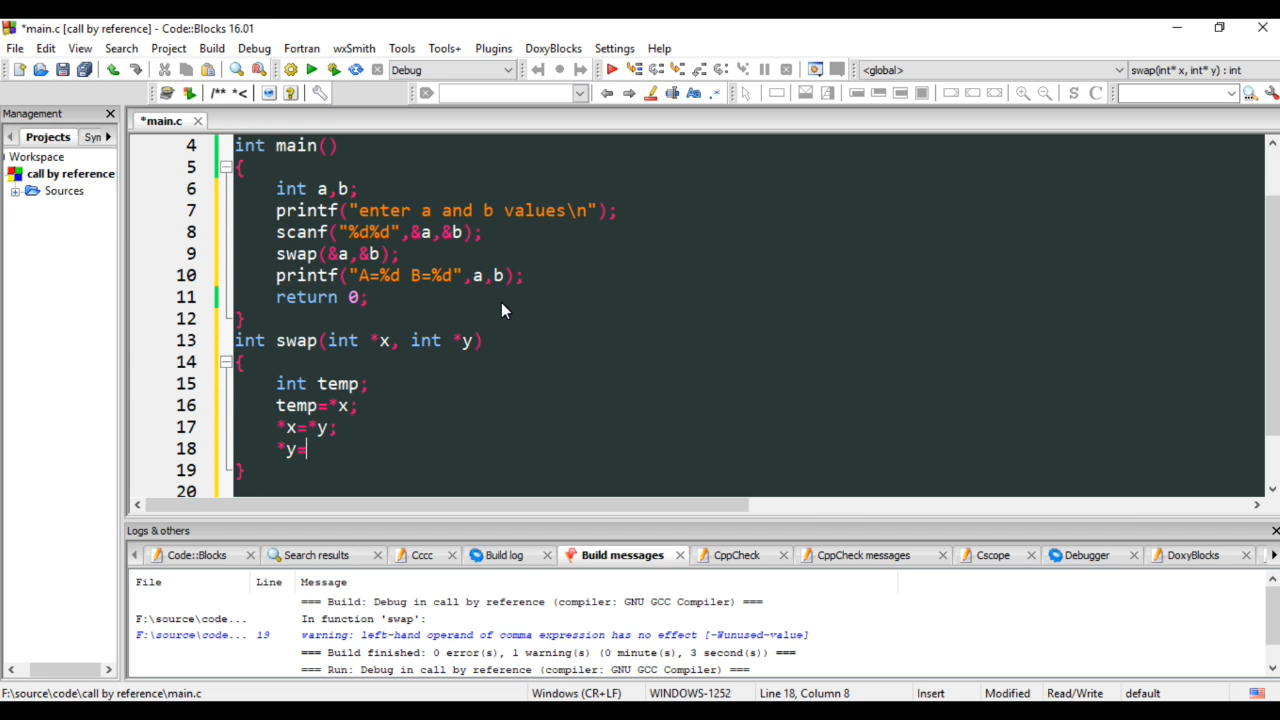 *main.c [call by reference] - Code::Blocks 16.01
File Edit View Search Project Build Debug Fortran wxSmith Tools Tools+ Plugins DoxyBlocks Settings Help
Debug <global> swap(int* x, int* y) : int
/** *<
Management
*main.c
Projects Syn
Workspace
call by reference
Sources
4 int main()
5 {
6 int a,b;
7 printf("enter a and b values\n");
8 scanf("%d%d",&a,&b);
9 swap(&a,&b);
10 printf("A=%d B=%d",a,b);
11 return 0;
12 }
13 int swap(int *x, int *y)
14 {
15 int temp;
16 temp=*x;
17 *x=*y;
18 *y=
19 }
20
Logs & others
Code::Blocks Search results Cccc Build log Build messages CppCheck CppCheck messages Cscope Debugger DoxyBlocks
File Line Message
=== Build: Debug in call by reference (compiler: GNU GCC Compiler) ===
F:\source\code... In function 'swap':
F:\source\code... 19 warning: left-hand operand of comma expression has no effect [-Wunused-value]
=== Build finished: 0 error(s), 1 warning(s) (0 minute(s), 3 second(s)) ===
=== Run: Debug in call by reference (compiler: GNU GCC Compiler) ===
F:\source\code\call by reference\main.c Windows (CR+LF) WINDOWS-1252 Line 18, Column 8 Insert Modified Read/Write default